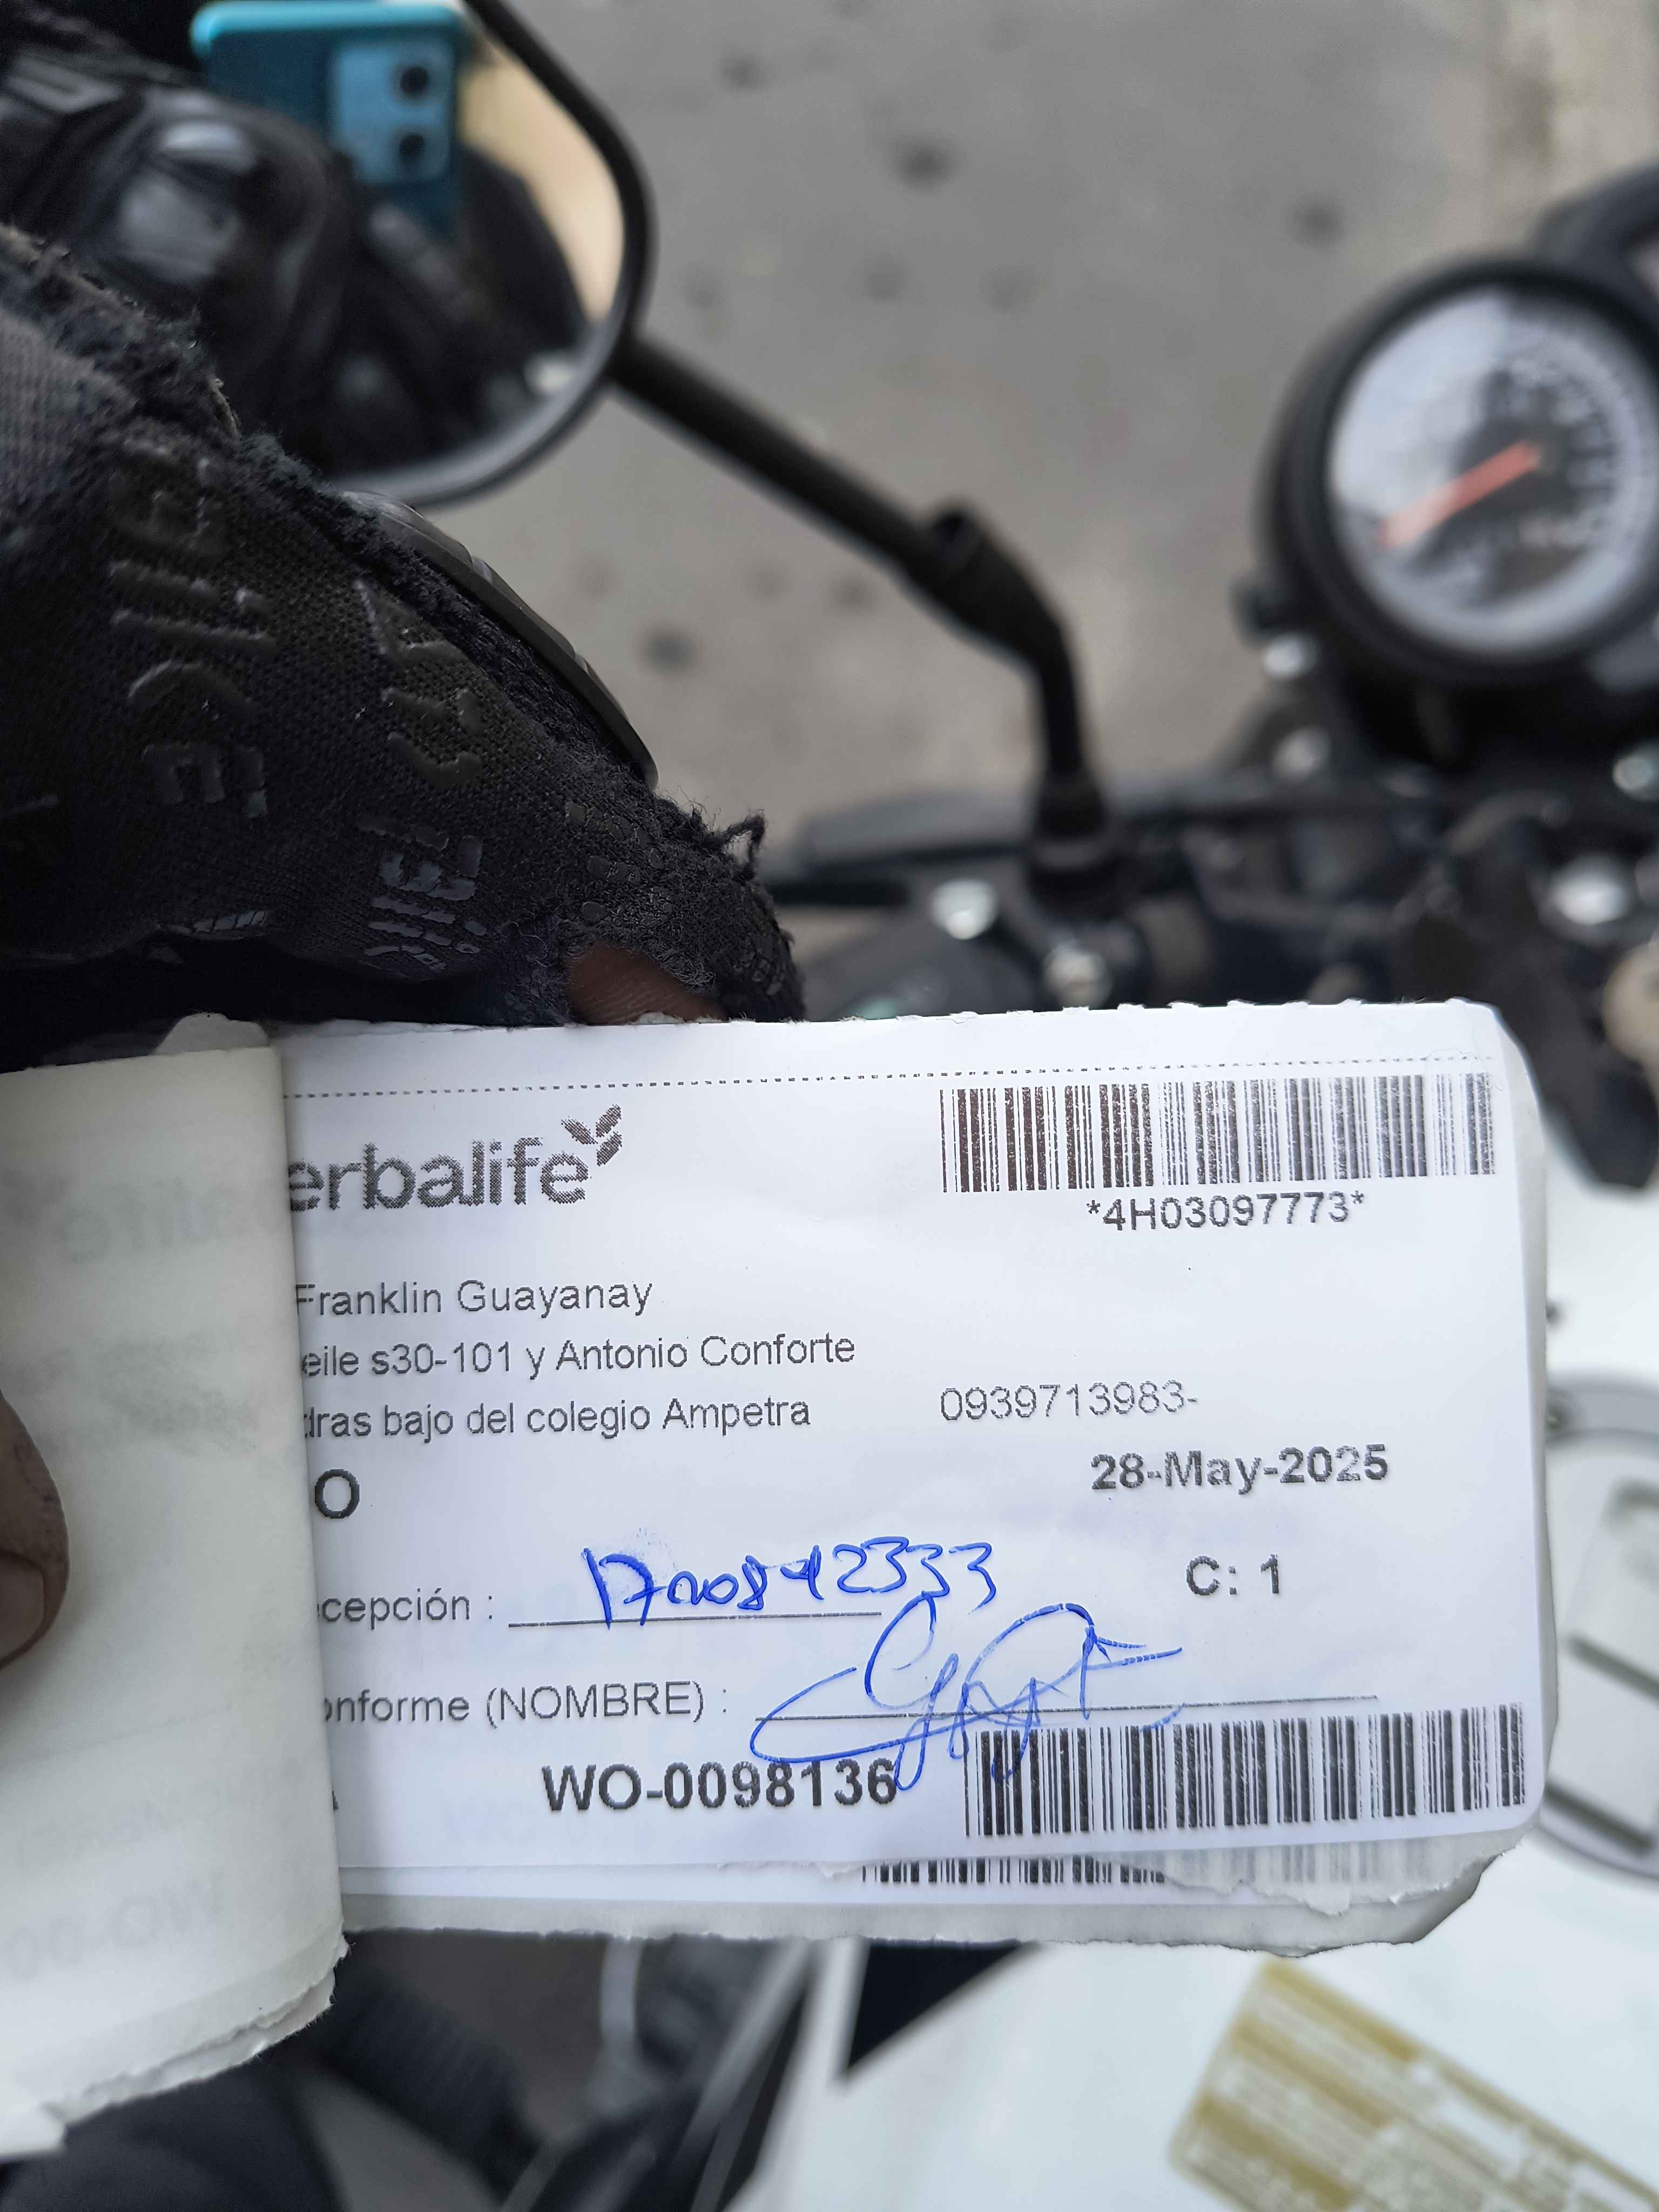 erbalife
*4H03097773*
Franklin Guayanay
eile s30-101 y Antonio Conforte
dras bajo del colegio Ampetra
0939713983-
O
28-May-2025
cepción :
C: 1
onforme (NOMBRE) :
WO-0098136